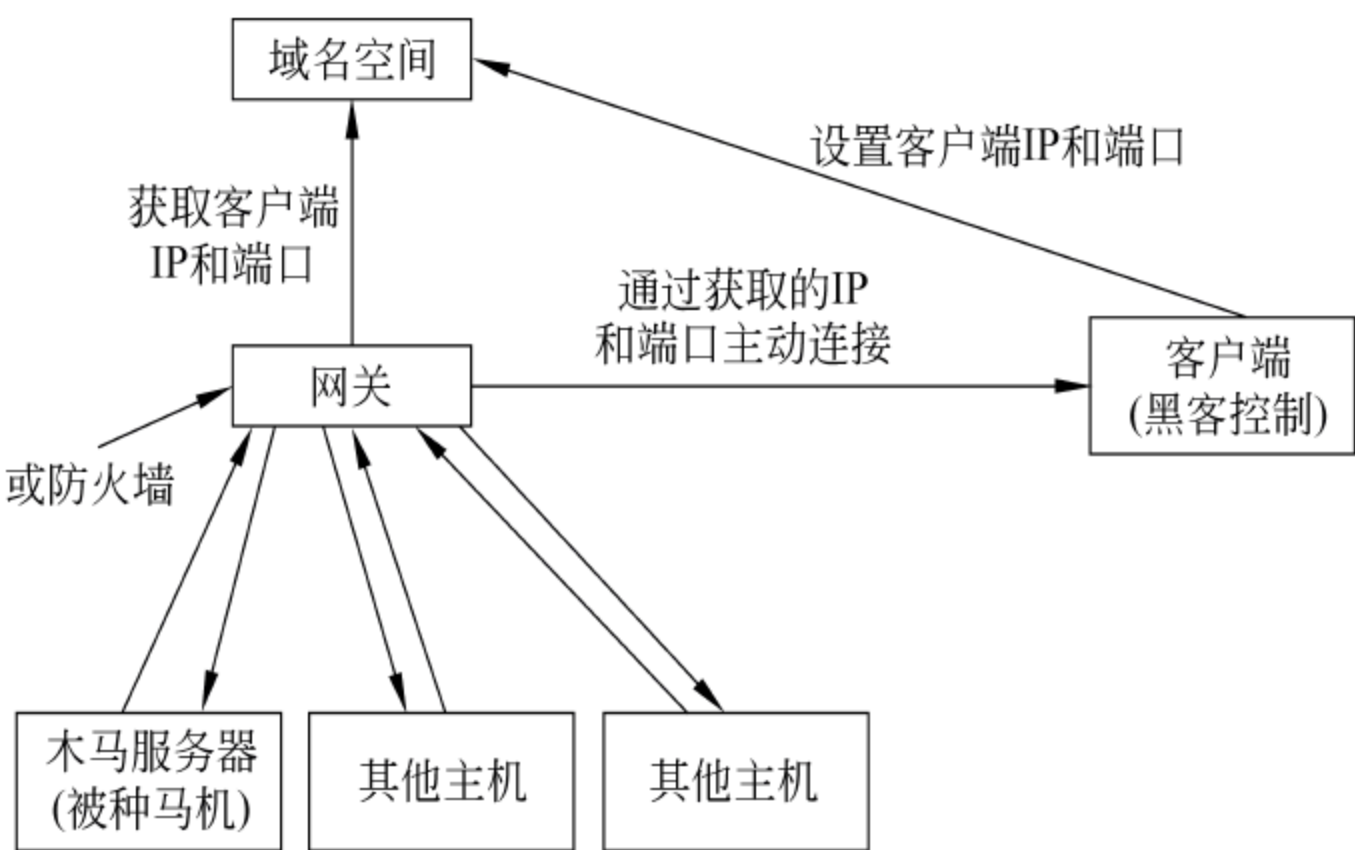 域名空间
设置客户端IP和端口
获取客户端
IP和端口
通过获取的IP
和端口主动连接
网关
客户端
(黑客控制)
或防火墙
木马服务器
(被种马机)
其他主机
其他主机